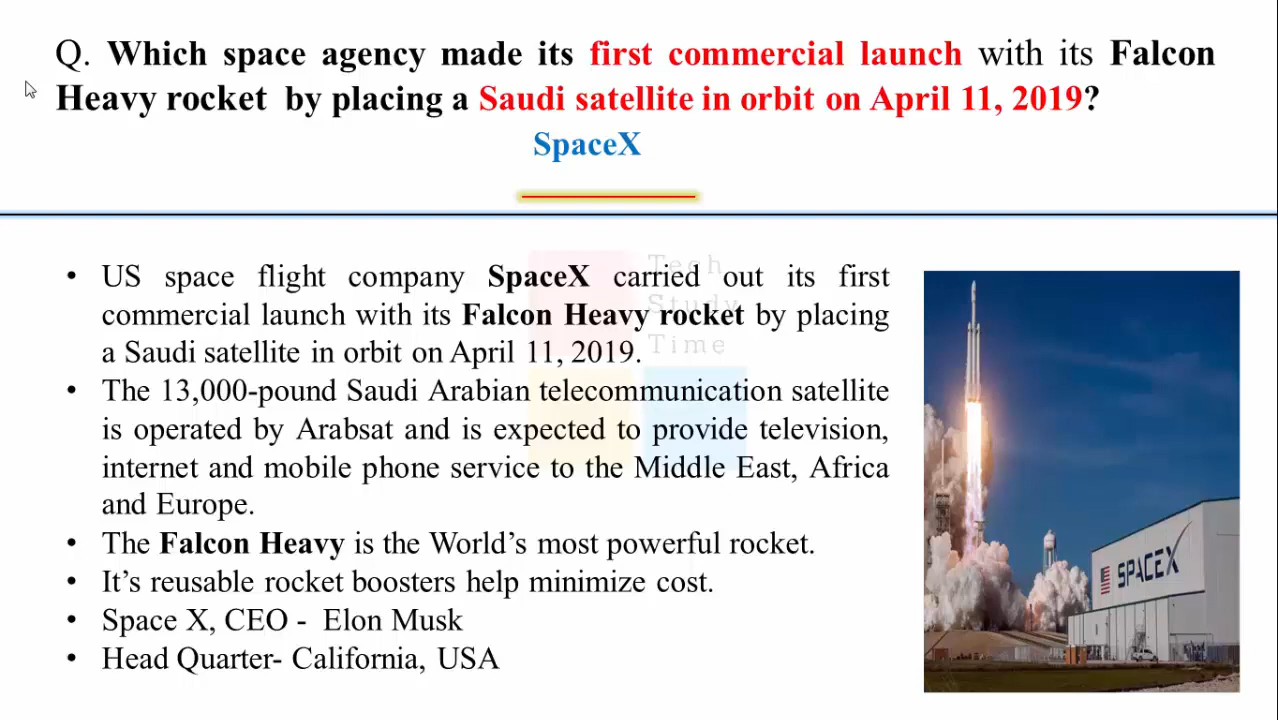 Q. Which space agency made its first commercial launch with its Falcon
Heavy rocket by placing a Saudi satellite in orbit on April 11, 2019?
SpaceX
Tech
Study
Time
• US space flight company SpaceX carried out its first
commercial launch with its Falcon Heavy rocket by placing
a Saudi satellite in orbit on April 11, 2019.
• The 13,000-pound Saudi Arabian telecommunication satellite
is operated by Arabsat and is expected to provide television,
internet and mobile phone service to the Middle East, Africa
and Europe.
• The Falcon Heavy is the World’s most powerful rocket.
• It’s reusable rocket boosters help minimize cost.
• Space X, CEO - Elon Musk
• Head Quarter- California, USA
SPACEX